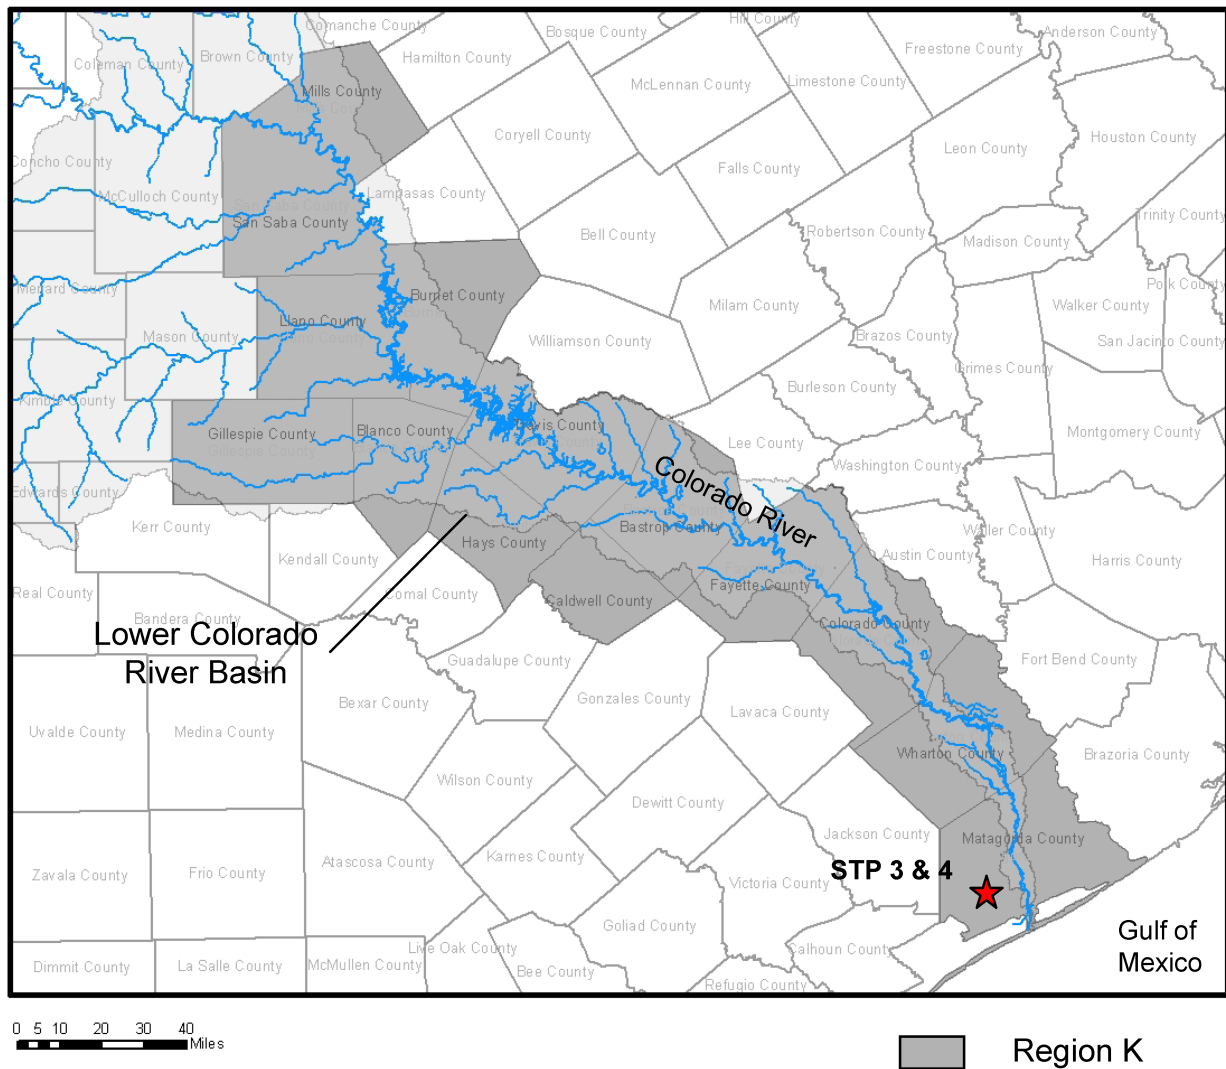 Comanche County
Bosque County
Hill County
Anderson County
Coleman County
Brown County
Hamilton County
Freestone County
Mills County
McLennan County
Limestone County
Coryell County
Houston County
Concho County
Leon County
McCulloch County
Lampasas County
Falls County
San Saba County
San Saba County
Trinity County
Bell County
Robertson County
Madison County
Menard County
Burnet County
Milam County
Walker County
Polk County
Mason County
Llano County
Williamson County
Brazos County
San Jacinto County
Grimes County
Kimble County
Burleson County
Gillespie County
Gillespie County
Blanco County
Travis County
Lee County
Montgomery County
Washington County
Colorado River
Edwards County
Kerr County
Hays County
Bastrop County
Waller County
Austin County
Kendall County
Harris County
Real County
Comal County
Caldwell County
Fayette County
Fayette County
Bandera County
Colorado County
Lower Colorado
River Basin
Guadalupe County
Fort Bend County
Bexar County
Gonzales County
Lavaca County
Uvalde County
Medina County
Wharton County
Brazoria County
Wilson County
Dewitt County
Jackson County
Matagorda County
Atascosa County
Karnes County
STP 3 & 4
Zavala County
Frio County
Victoria County
Goliad County
Gulf of
Mexico
Live Oak County
Calhoun County
Dimmit County
La Salle County
McMullen County
Bee County
Refugio County
0 5 10 20 30 40
Miles
Region K